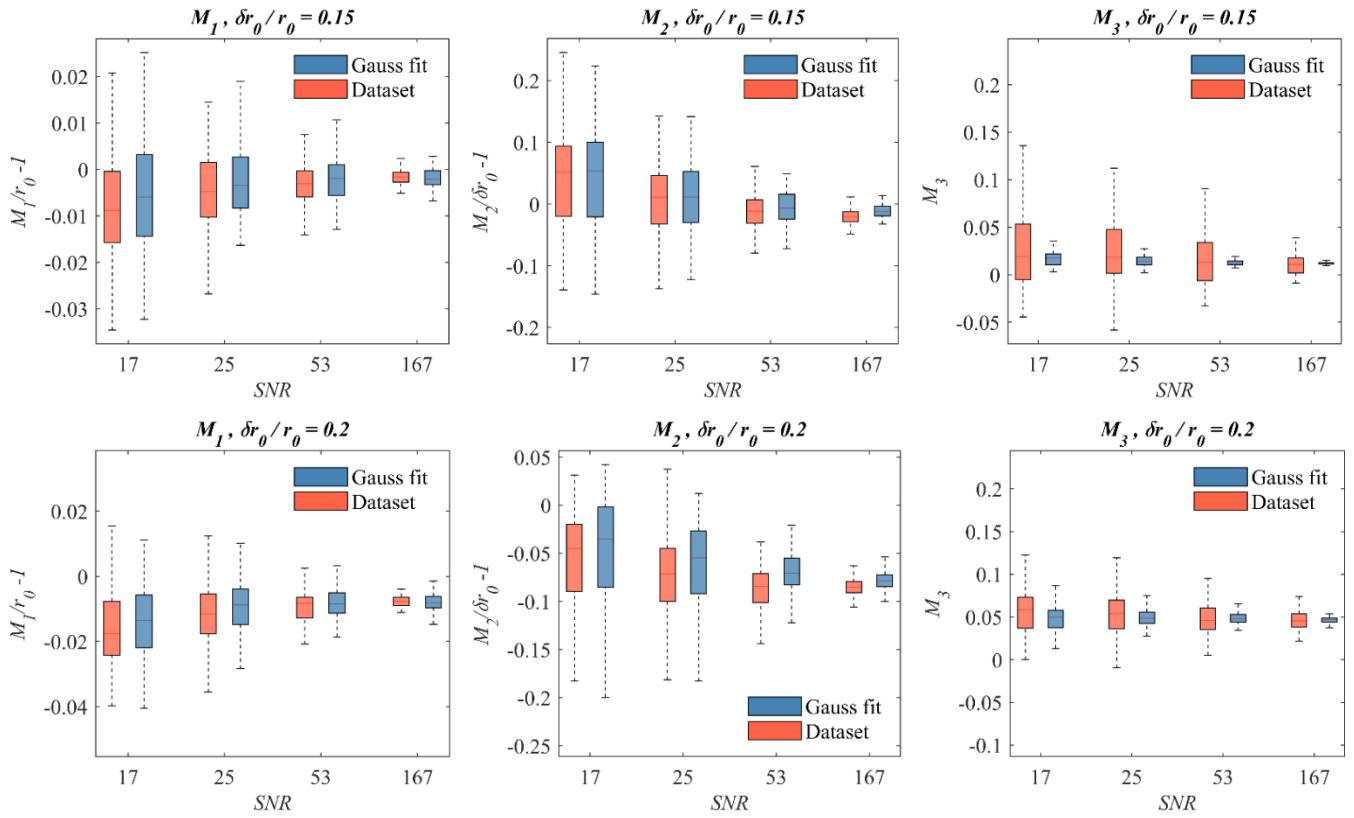 M₁ , δr₀ / r₀ = 0.15
Gauss fit
Dataset
0.02
0.01
0
-0.01
-0.02
-0.03
M₁/r₀ -1
17 25 53 167
SNR
M₂ , δr₀ / r₀ = 0.15
Gauss fit
Dataset
0.2
0.1
0
-0.1
-0.2
M₂/δr₀ -1
17 25 53 167
SNR
M₃ , δr₀ / r₀ = 0.15
Gauss fit
Dataset
0.2
0.15
0.1
0.05
0
-0.05
M₃
17 25 53 167
SNR
M₁ , δr₀ / r₀ = 0.2
Gauss fit
Dataset
0.02
0
-0.02
-0.04
M₁/r₀ -1
17 25 53 167
SNR
M₂ , δr₀ / r₀ = 0.2
0.05
0
-0.05
-0.1
-0.15
-0.2
-0.25
M₂/δr₀ -1
Gauss fit
Dataset
17 25 53 167
SNR
M₃ , δr₀ / r₀ = 0.2
Gauss fit
Dataset
0.2
0.15
0.1
0.05
0
-0.05
-0.1
M₃
17 25 53 167
SNR